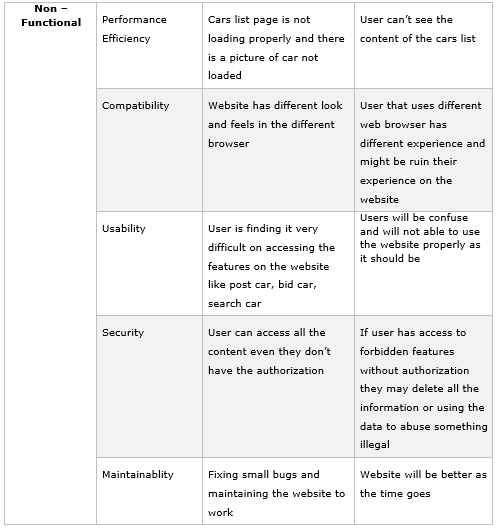 Non –
Functional
Performance
Efficiency
Cars list page is not
loading properly and there
is a picture of car not
loaded
User can't see the
content of the cars list
Compatibility
Website has different look
and feels in the different
browser
User that uses different
web browser has
different experience and
might be ruin their
experience on the
website
Usability
User is finding it very
difficult on accessing the
features on the website
like post car, bid car,
search car
Users will be confuse
and will not able to use
the website properly as
it should be
Security
User can access all the
content even they don't
have the authorization
If user has access to
forbidden features
without authorization
they may delete all the
information or using the
data to abuse something
illegal
Maintainablity
Fixing small bugs and
maintaining the website to
work
Website will be better as
the time goes